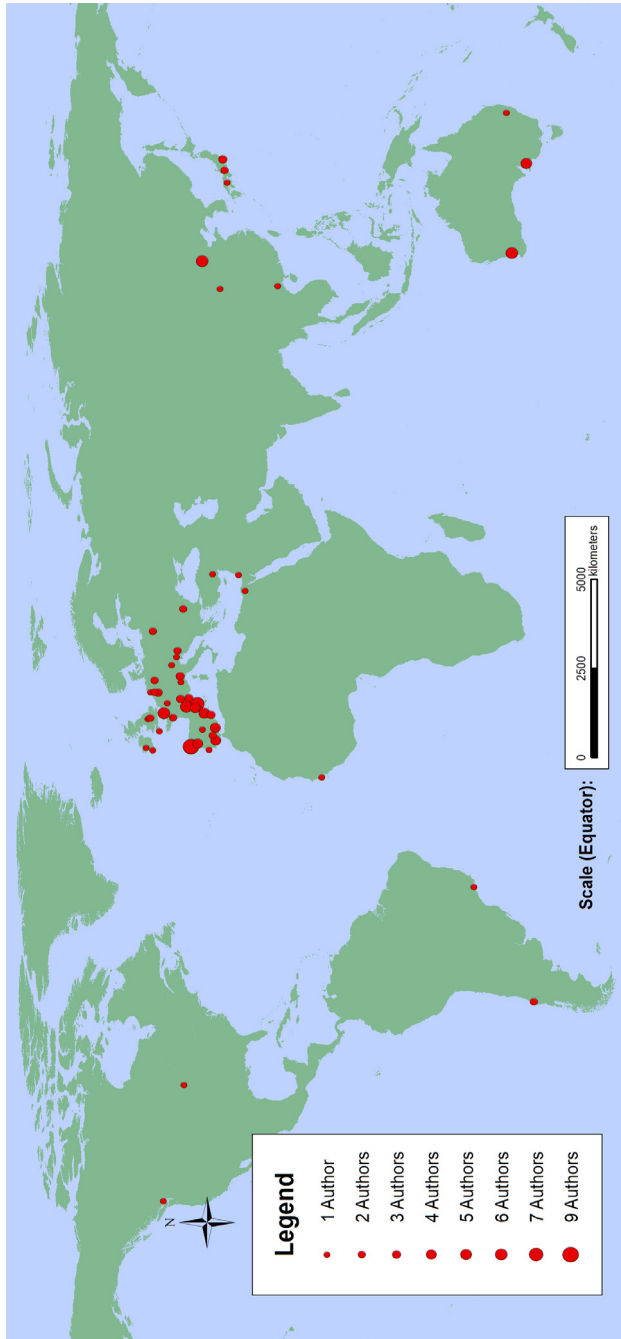 N
Legend
1 Author
2 Authors
3 Authors
4 Authors
5 Authors
6 Authors
7 Authors
9 Authors
Scale (Equator):
0 2500 5000
kilometers